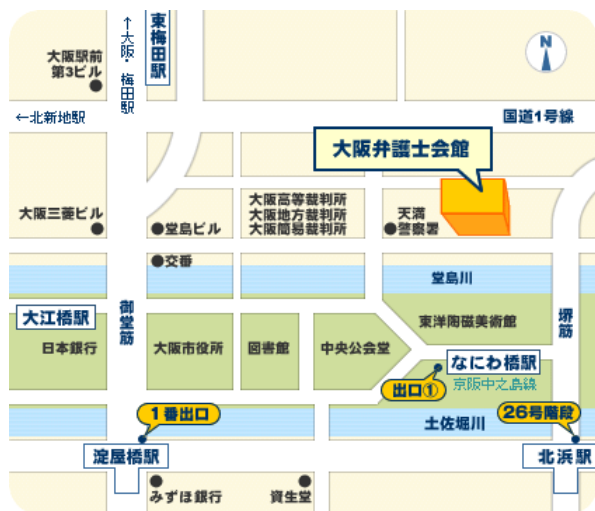 ↑大阪・梅田駅
東梅田駅
N
大阪駅前
第3ビル
←北新地駅
国道1号線
大阪弁護士会館
大阪三菱ビル
堂島ビル
大阪高等裁判所
大阪地方裁判所
大阪簡易裁判所
天満
警察署
交番
堂島川
大江橋駅
御堂筋
東洋陶磁美術館
堺筋
日本銀行
大阪市役所
図書館
中央公会堂
なにわ橋駅
京阪中之島線
出口①
1番出口
土佐堀川
26号階段
淀屋橋駅
北浜駅
みずほ銀行
資生堂